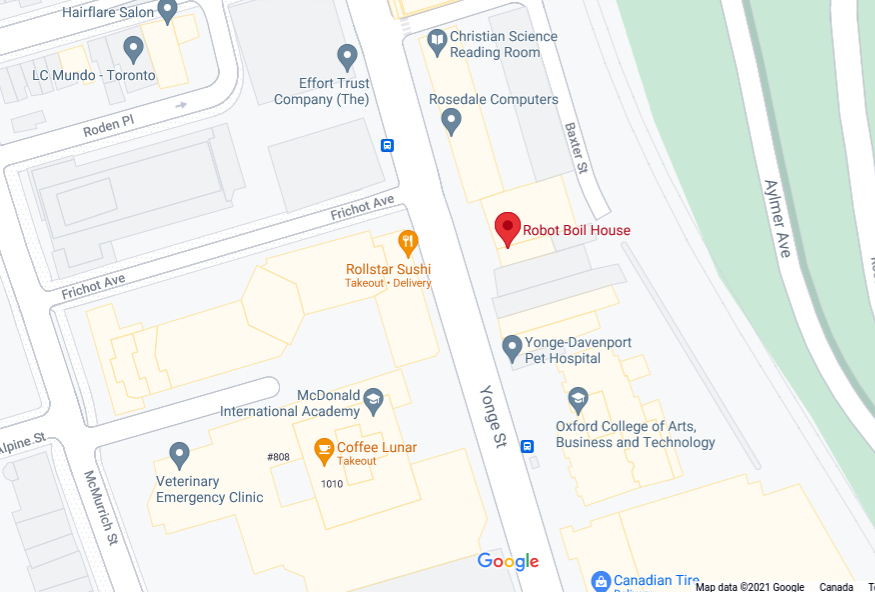 Hairflare Salon
LC Mundo - Toronto
Effort Trust
Company (The)
Christian Science
Reading Room
Rosedale Computers
Roden Pl
Baxter St
Aylmer Ave
Frichot Ave
Robot Boil House
Rollstar Sushi
Takeout • Delivery
Frichot Ave
Yonge-Davenport
Pet Hospital
McDonald
International Academy
Yonge St
Oxford College of Arts,
Business and Technology
Alpine St
Coffee Lunar
Takeout
#808
1010
Veterinary
Emergency Clinic
McMurrich St
Google
Canadian Tire
Map data ©2021 Google
Canada